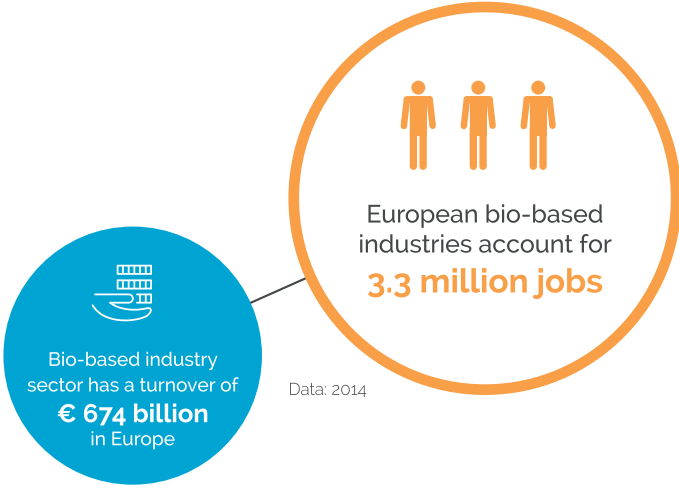 European bio-based
industries account for
3.3 million jobs
Bio-based industry
sector has a turnover of
€ 674 billion
in Europe
Data: 2014